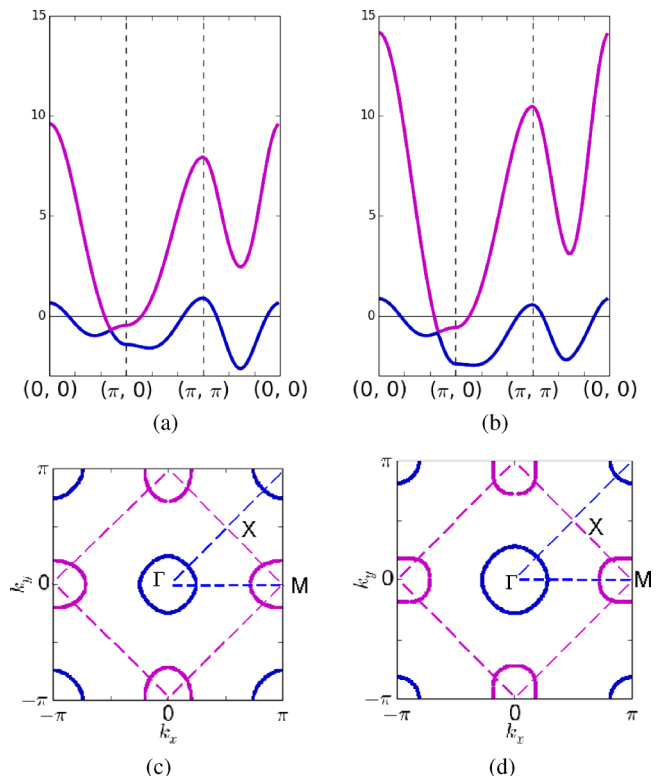 15 15
10 10
5 5
0 0
(0, 0) (π, 0) (π, π) (0, 0) (0, 0) (π, 0) (π, π) (0, 0)
(a) (b)
π π
X X
k_y 0 Γ M k_y 0 Γ M
−π −π
−π 0 π −π 0 π
k_x k_x
(c) (d)